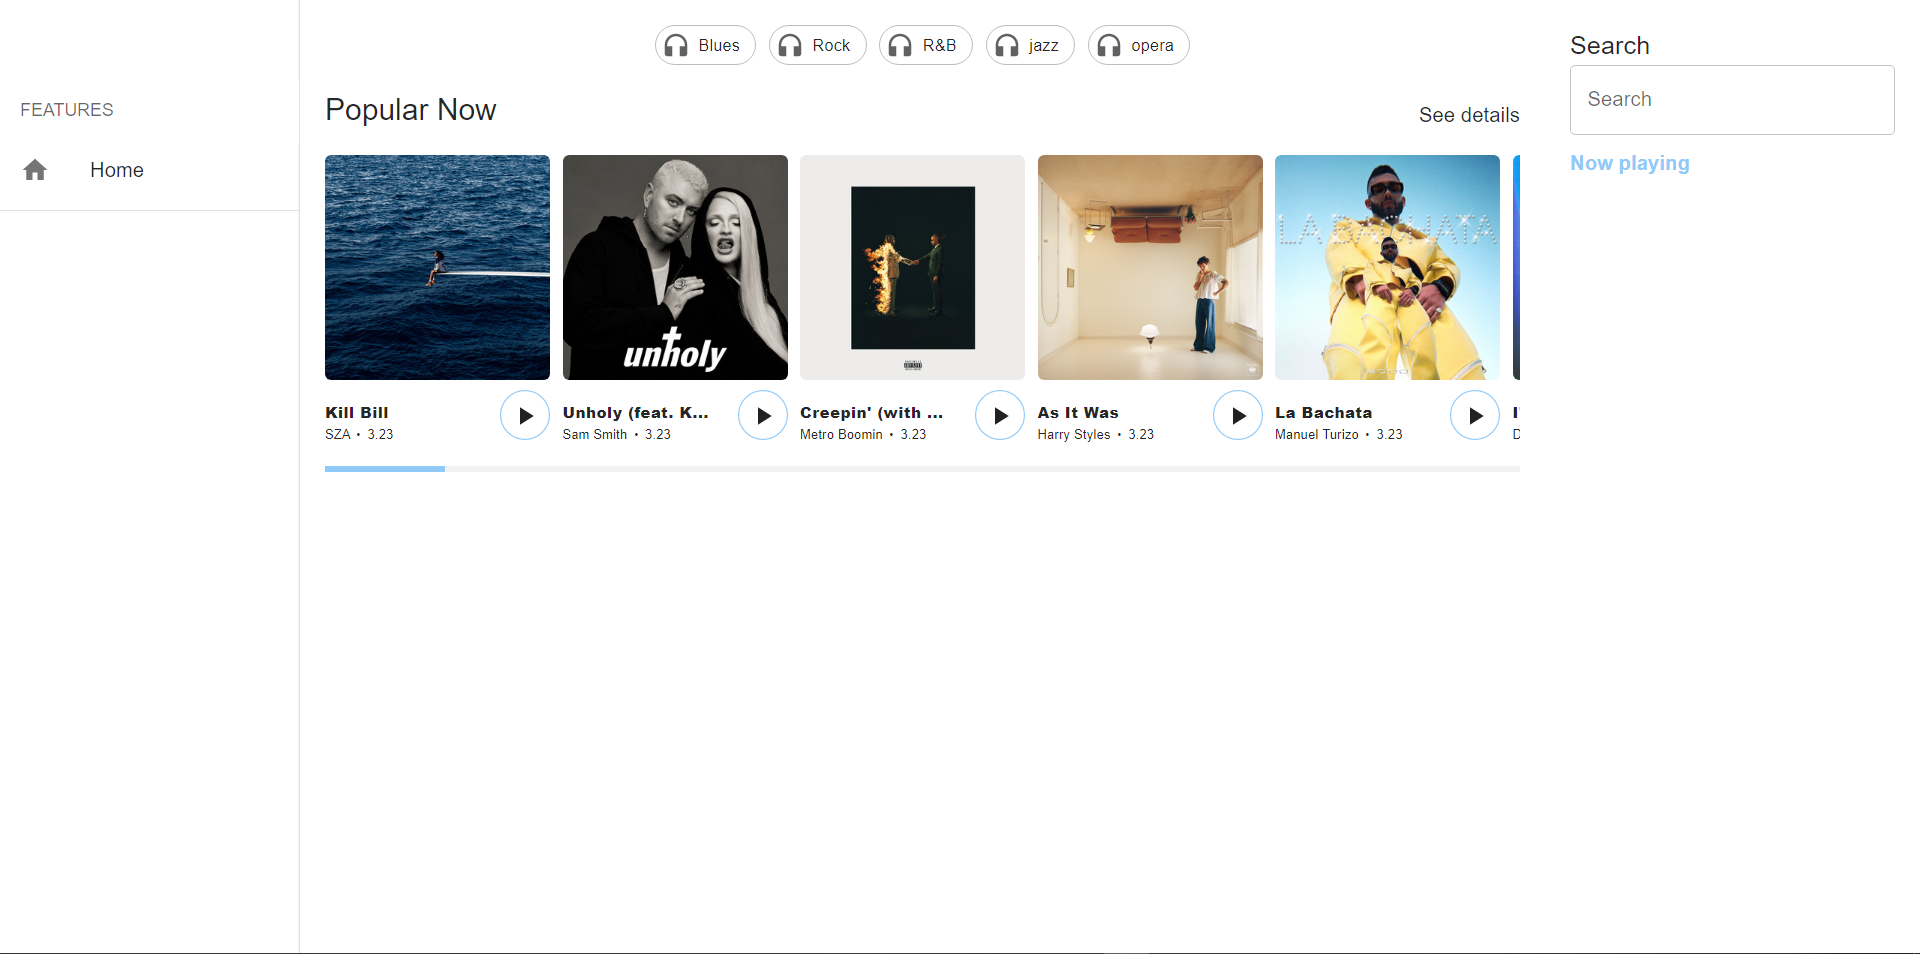 Blues
Rock
R&B
jazz
opera
Search
Search
Now playing
FEATURES
Home
Popular Now
See details
unholy
LA BACHATA
Kill Bill
SZA • 3.23
Unholy (feat. K...
Sam Smith • 3.23
Creepin' (with ...
Metro Boomin • 3.23
As It Was
Harry Styles • 3.23
La Bachata
Manuel Turizo • 3.23